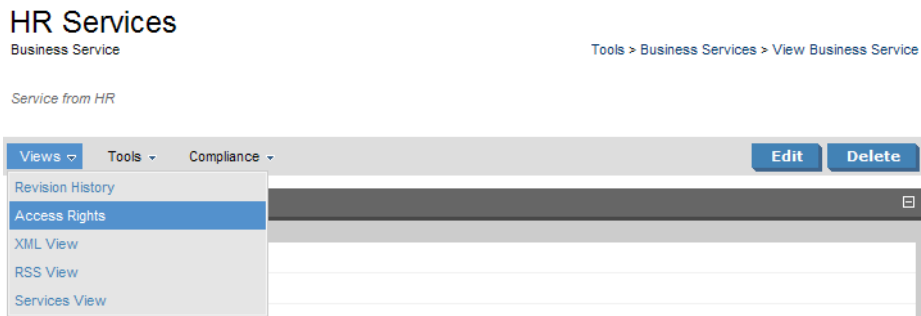 HR Services
Business Service
Tools > Business Services > View Business Service
Service from HR
Views Tools Compliance Edit Delete
Revision History
Access Rights
XML View
RSS View
Services View